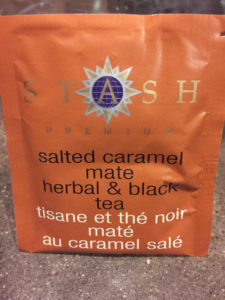 STASH
PREMIUM
salted caramel
mate
herbal & black
tea
tisane et thé noir
maté
au caramel salé